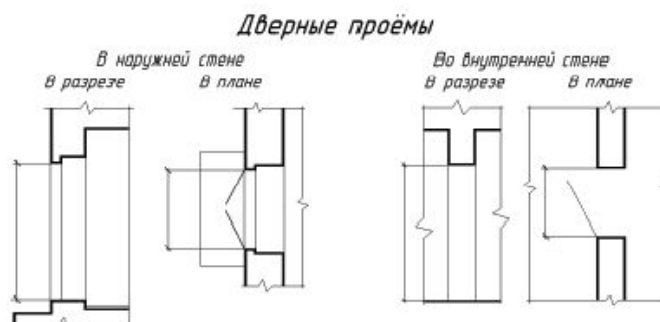 Дверные проёмы
В наружней стене
В разрезе В плане
Во внутренней стене
В разрезе В плане